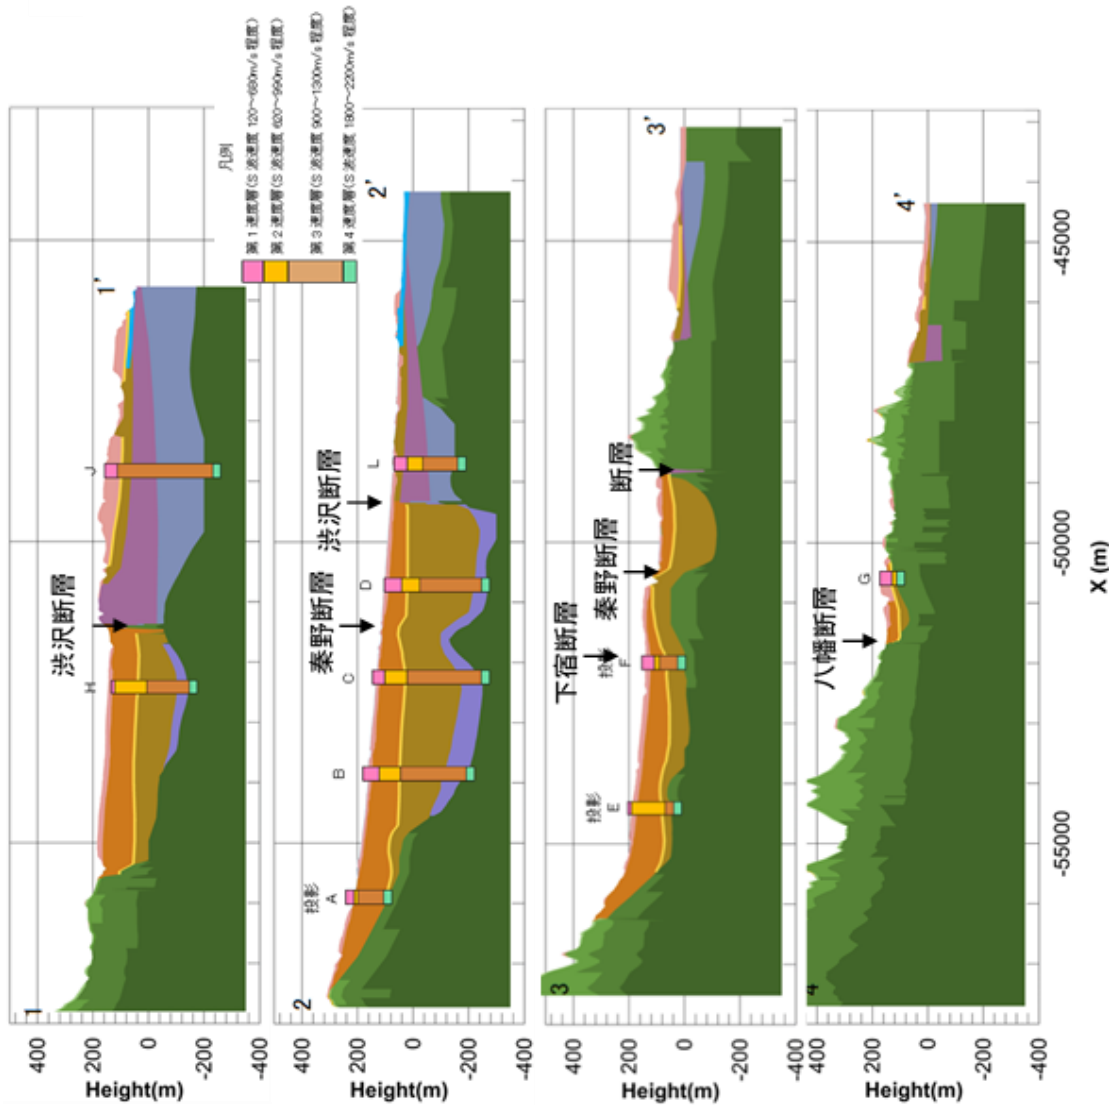 凡例
第1速度層(S波速度 120～680m/s 程度)
第2速度層(S波速度 620～990m/s 程度)
第3速度層(S波速度 900～1300m/s 程度)
第4速度層(S波速度 1800～2200m/s 程度)
1
1'
渋沢断層
H
J
400
200
0
-200
-400
Height(m)
2
2'
秦野断層
渋沢断層
投影
A
B
C
D
L
400
200
0
-200
-400
Height(m)
3
3'
下宿断層
秦野断層
断層
投影
E
投影
F
400
200
0
-200
-400
Height(m)
4
4'
八幡断層
G
400
200
0
-200
-400
Height(m)
-55000
-50000
-45000
X (m)